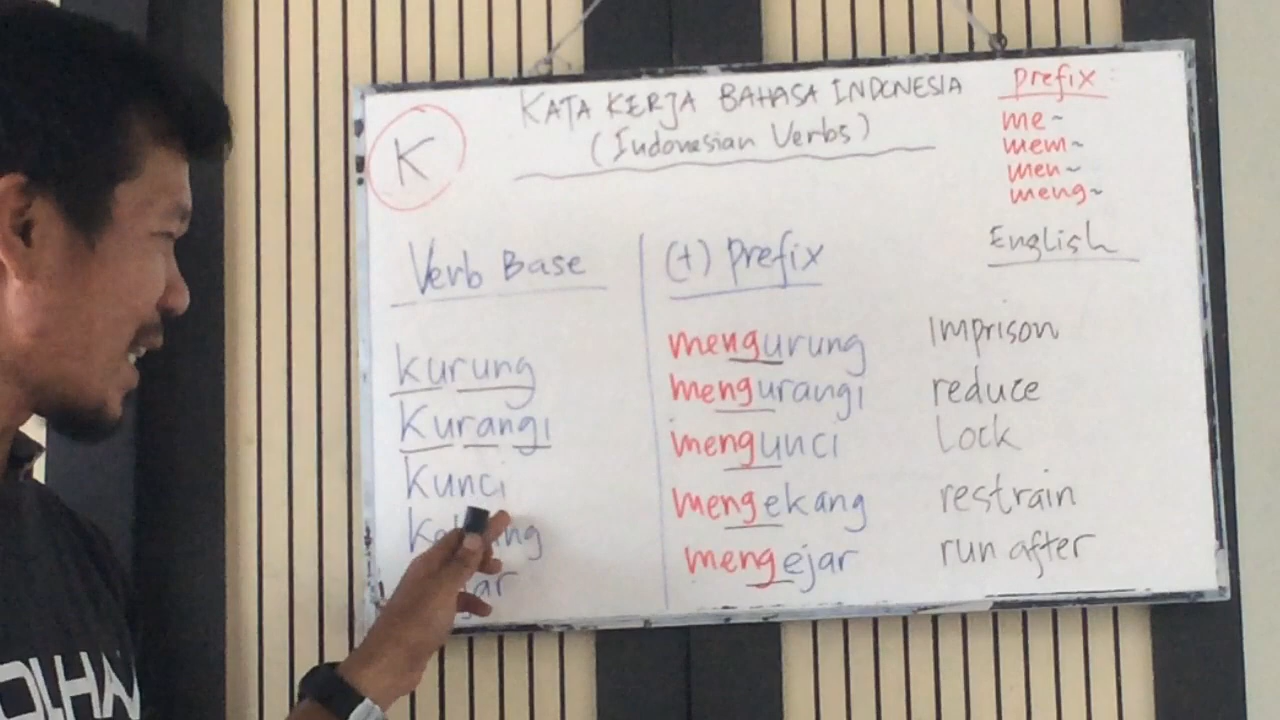 K
KATA KERJA BAHASA INDONESIA
(Indonesian Verbs)
prefix :
me~
mem~
men~
meng~
Verb Base
(+) prefix
English
kurung mengurung Imprison
Kurangi mengurangi reduce
Kunci mengunci Lock
mengekang restrain
mengejar run after